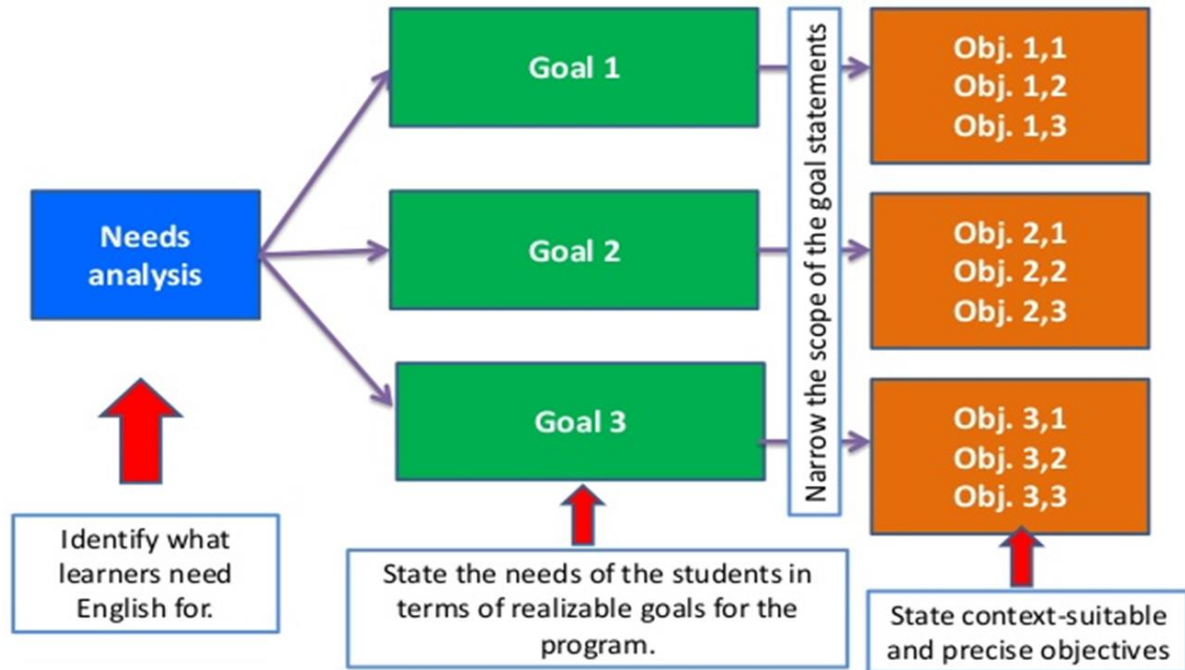 Needs
analysis
Goal 1
Goal 2
Goal 3
Narrow the scope of the goal statements
Obj. 1,1
Obj. 1,2
Obj. 1,3
Obj. 2,1
Obj. 2,2
Obj. 2,3
Obj. 3,1
Obj. 3,2
Obj. 3,3
Identify what
learners need
English for.
State the needs of the students in
terms of realizable goals for the
program.
State context-suitable
and precise objectives